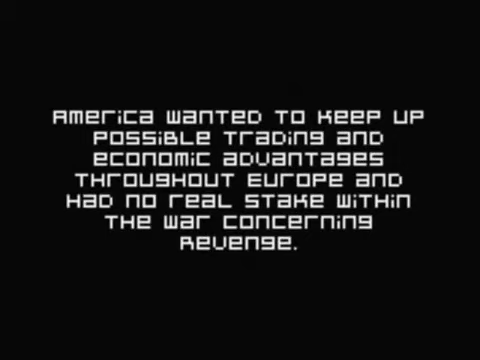 America wanted to keep up
possible trading and
economic advantages
throughout Europe and
had no real stake within
the war concerning
revenge.